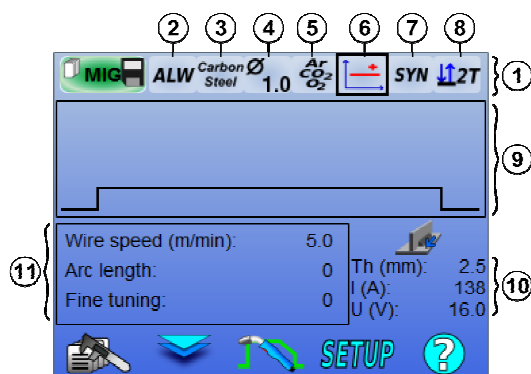 2 3 4 5 6 7 8
MIG ALW Carbon Steel Ø 1.0 Ar CO2 O2 + SYN 2T
1
9
Wire speed (m/min): 5.0
Arc length: 0
Fine tuning: 0
11
Th (mm): 2.5
I (A): 138
U (V): 16.0
10
SETUP ?